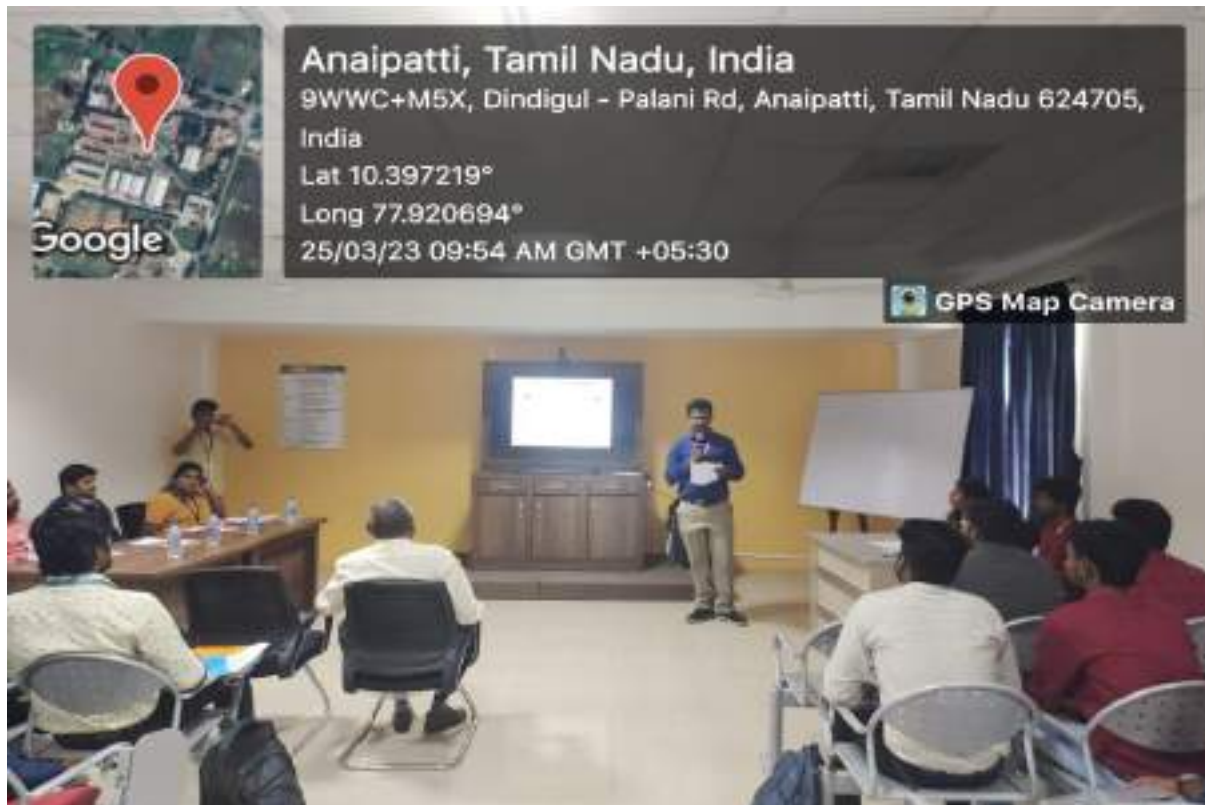 Anaipatti, Tamil Nadu, India
9WWC+M5X, Dindigul - Palani Rd, Anaipatti, Tamil Nadu 624705,
India
Lat 10.397219°
Long 77.920694°
25/03/23 09:54 AM GMT +05:30
Google
GPS Map Camera